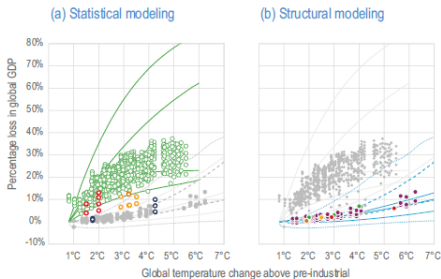 (a) Statistical modeling
(b) Structural modeling
Percentage loss in global GDP
80%
70%
60%
50%
40%
30%
20%
10%
0%
-10%
1°C 2°C 3°C 4°C 5°C 6°C 7°C
1°C 2°C 3°C 4°C 5°C 6°C 7°C
Global temperature change above pre-industrial